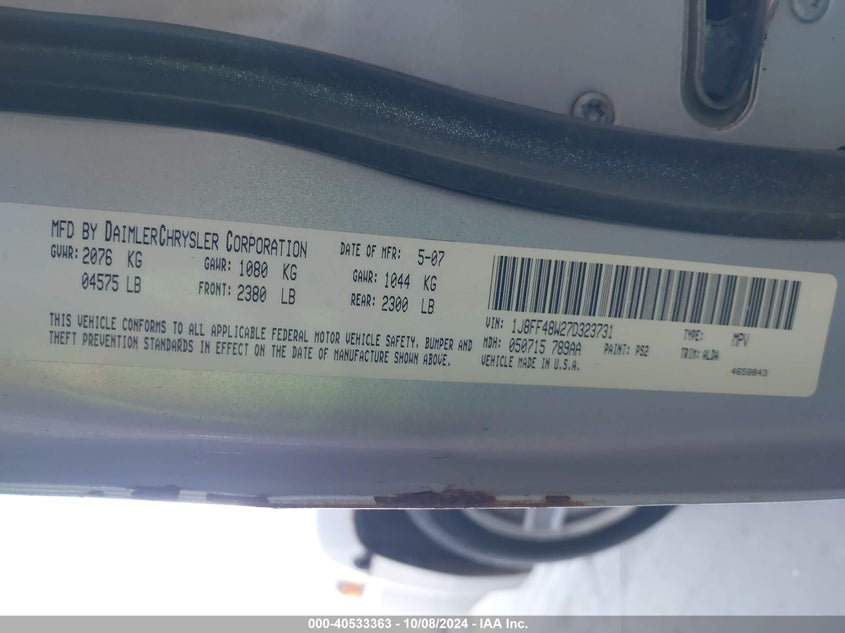 MFD BY DAIMLERCHRYSLER CORPORATION DATE OF MFR: 5-07
GVWR: 2076 KG GAWR: 1080 KG GAWR: 1044 KG
04575 LB FRONT: 2380 LB REAR: 2300 LB
THIS VEHICLE CONFORMS TO ALL APPLICABLE FEDERAL MOTOR VEHICLE SAFETY, BUMPER AND
THEFT PREVENTION STANDARDS IN EFFECT ON THE DATE OF MANUFACTURE SHOWN ABOVE.
VIN: 1J8FF48W27D323731 TYPE: MPV
MDH: 050715 789AA PAINT: PS2 TRIM: ALDA
VEHICLE MADE IN U.S.A. 4658843
000-40533363 - 10/08/2024 - IAA Inc.